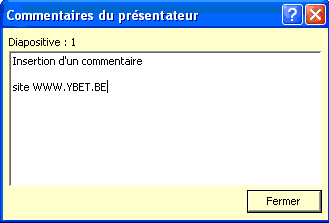 Commentaires du présentateur
Diapositive : 1
Insertion d'un commentaire
site WWW.YBET.BE
Fermer